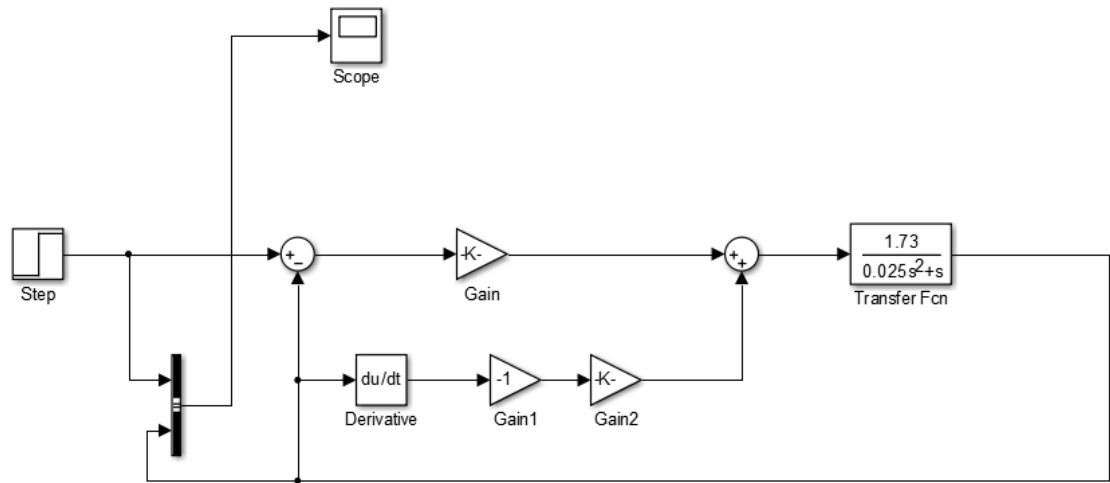 Scope
Step
+
−
-K-
Gain
+
+
1.73
0.025s²+s
Transfer Fcn
du/dt
Derivative
-1
Gain1
-K-
Gain2